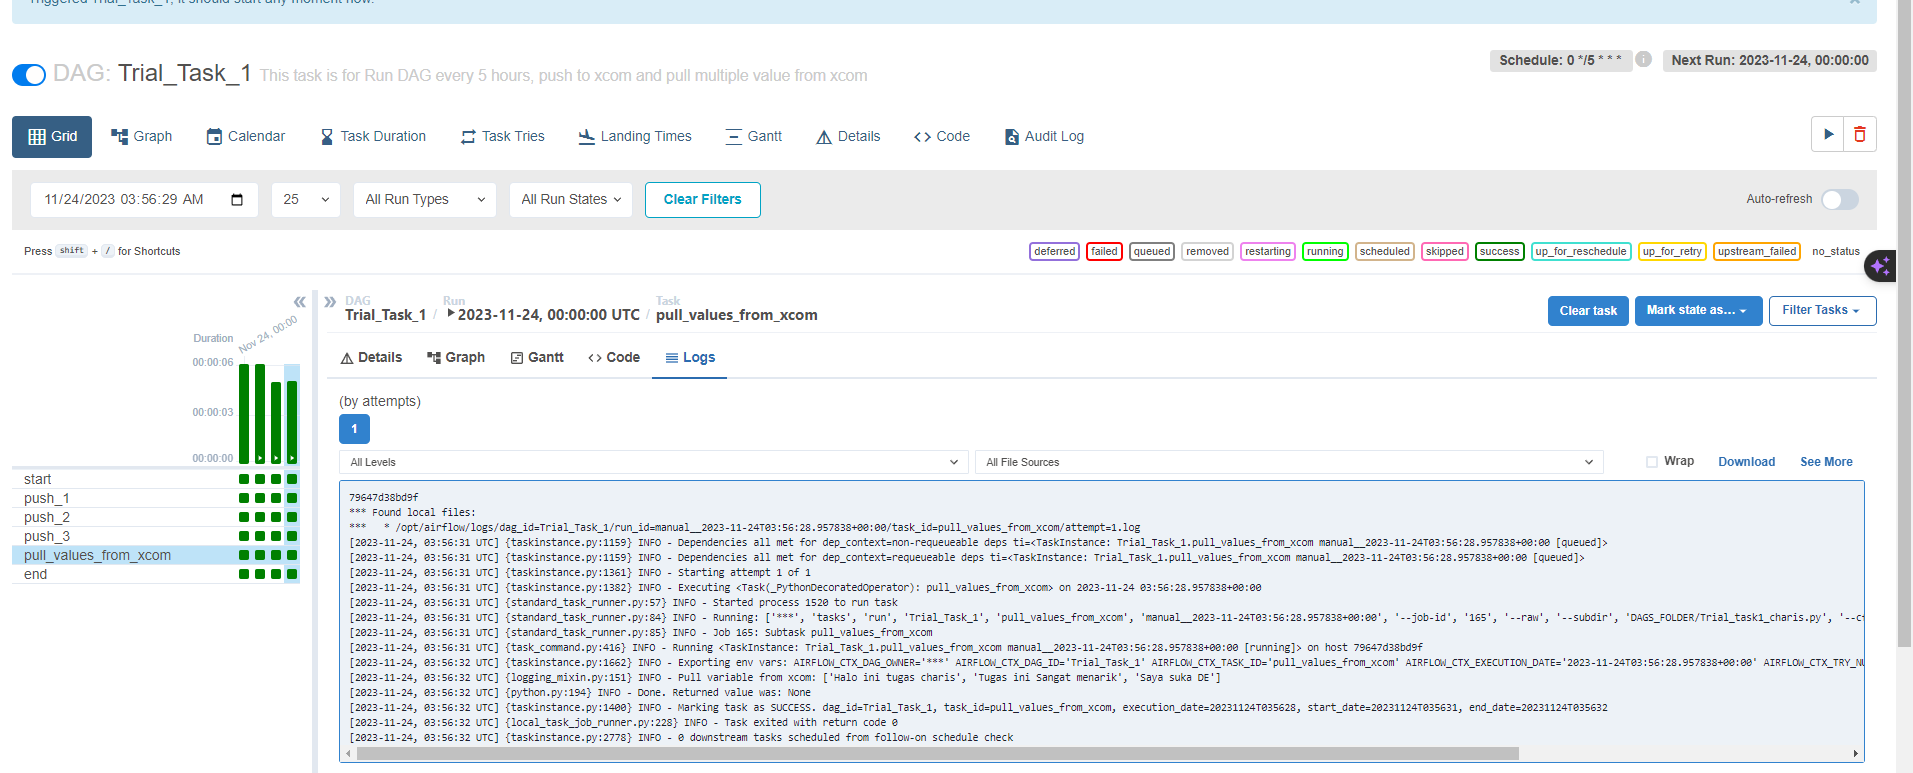 Triggered Trial_Task_1, it should start any moment now.
DAG: Trial_Task_1 This task is for Run DAG every 5 hours, push to xcom and pull multiple value from xcom
Schedule: 0 */5 * * *
Next Run: 2023-11-24, 00:00:00
Grid
Graph
Calendar
Task Duration
Task Tries
Landing Times
Gantt
Details
Code
Audit Log
11/24/2023 03:56:29 AM
25
All Run Types
All Run States
Clear Filters
Auto-refresh
Press shift + / for Shortcuts
deferred
failed
queued
removed
restarting
running
scheduled
skipped
success
up_for_reschedule
up_for_retry
upstream_failed
no_status
Duration
Nov 24, 00:00
00:00:06
00:00:03
00:00:00
start
push_1
push_2
push_3
pull_values_from_xcom
end
DAG
Trial_Task_1
/
Run
2023-11-24, 00:00:00 UTC
/
Task
pull_values_from_xcom
Clear task
Mark state as...
Filter Tasks
Details
Graph
Gantt
Code
Logs
(by attempts)
1
All Levels
All File Sources
Wrap
Download
See More
79647d38bd9f
*** Found local files:
***   * /opt/airflow/logs/dag_id=Trial_Task_1/run_id=manual__2023-11-24T03:56:28.957838+00:00/task_id=pull_values_from_xcom/attempt=1.log
[2023-11-24, 03:56:31 UTC] {taskinstance.py:1159} INFO - Dependencies all met for dep_context=non-requeueable deps ti=<TaskInstance: Trial_Task_1.pull_values_from_xcom manual__2023-11-24T03:56:28.957838+00:00 [queued]>
[2023-11-24, 03:56:31 UTC] {taskinstance.py:1159} INFO - Dependencies all met for dep_context=requeueable deps ti=<TaskInstance: Trial_Task_1.pull_values_from_xcom manual__2023-11-24T03:56:28.957838+00:00 [queued]>
[2023-11-24, 03:56:31 UTC] {taskinstance.py:1361} INFO - Starting attempt 1 of 1
[2023-11-24, 03:56:31 UTC] {taskinstance.py:1382} INFO - Executing <Task(_PythonDecoratedOperator): pull_values_from_xcom> on 2023-11-24 03:56:28.957838+00:00
[2023-11-24, 03:56:31 UTC] {standard_task_runner.py:57} INFO - Started process 1520 to run task
[2023-11-24, 03:56:31 UTC] {standard_task_runner.py:84} INFO - Running: ['***', 'tasks', 'run', 'Trial_Task_1', 'pull_values_from_xcom', 'manual__2023-11-24T03:56:28.957838+00:00', '--job-id', '165', '--raw', '--subdir', 'DAGS_FOLDER/Trial_task1_charis.py', '--c
[2023-11-24, 03:56:31 UTC] {standard_task_runner.py:85} INFO - Job 165: Subtask pull_values_from_xcom
[2023-11-24, 03:56:31 UTC] {task_command.py:416} INFO - Running <TaskInstance: Trial_Task_1.pull_values_from_xcom manual__2023-11-24T03:56:28.957838+00:00 [running]> on host 79647d38bd9f
[2023-11-24, 03:56:32 UTC] {taskinstance.py:1662} INFO - Exporting env vars: AIRFLOW_CTX_DAG_OWNER='***' AIRFLOW_CTX_DAG_ID='Trial_Task_1' AIRFLOW_CTX_TASK_ID='pull_values_from_xcom' AIRFLOW_CTX_EXECUTION_DATE='2023-11-24T03:56:28.957838+00:00' AIRFLOW_CTX_TRY_NU
[2023-11-24, 03:56:32 UTC] {logging_mixin.py:151} INFO - Pull variable from xcom: ['Halo ini tugas charis', 'Tugas ini Sangat menarik', 'Saya suka DE']
[2023-11-24, 03:56:32 UTC] {python.py:194} INFO - Done. Returned value was: None
[2023-11-24, 03:56:32 UTC] {taskinstance.py:1400} INFO - Marking task as SUCCESS. dag_id=Trial_Task_1, task_id=pull_values_from_xcom, execution_date=20231124T035628, start_date=20231124T035631, end_date=20231124T035632
[2023-11-24, 03:56:32 UTC] {local_task_job_runner.py:228} INFO - Task exited with return code 0
[2023-11-24, 03:56:32 UTC] {taskinstance.py:2778} INFO - 0 downstream tasks scheduled from follow-on schedule check